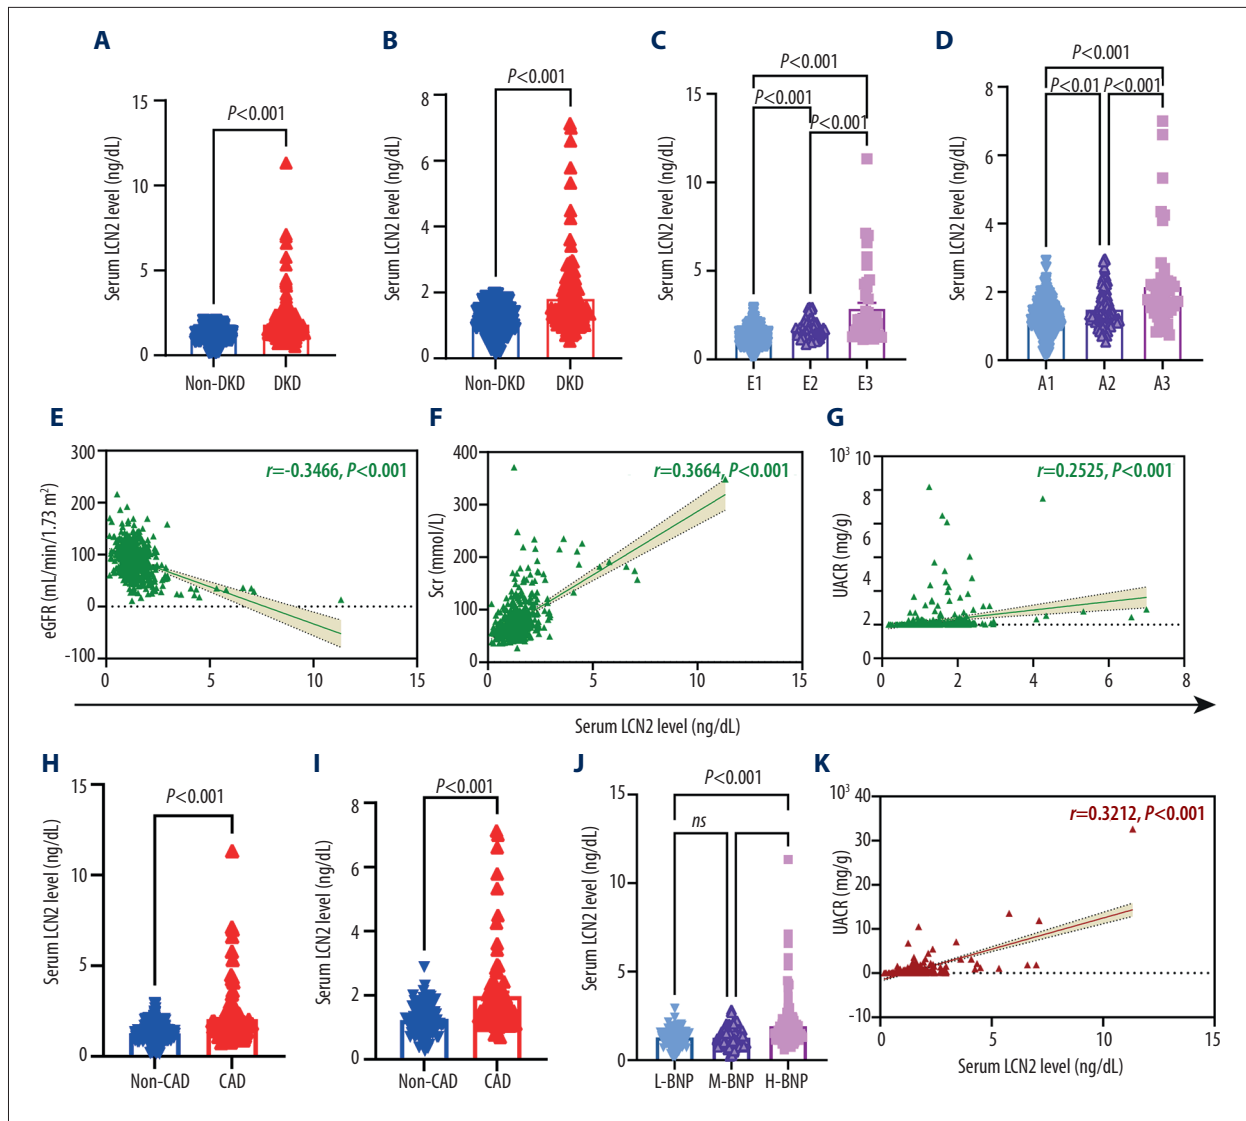 A
B
C
D
P<0.001
P<0.001
P<0.001
P<0.001
P<0.001
P<0.001
P<0.01
P<0.001
Serum LCN2 level (ng/dL)
15
10
5
0
Non-DKD
DKD
Serum LCN2 level (ng/dL)
8
6
4
2
0
Non-DKD
DKD
Serum LCN2 level (ng/dL)
15
10
5
0
E1
E2
E3
Serum LCN2 level (ng/dL)
8
6
4
2
0
A1
A2
A3
E
F
G
eGFR (mL/min/1.73 m²)
300
200
100
0
-100
0
5
10
15
r=-0.3466, P<0.001
Scr (mmol/L)
400
300
200
100
0
0
5
10
15
r=0.3664, P<0.001
10³
UACR (mg/g)
10
8
6
4
2
2
0
0
2
4
6
8
r=0.2525, P<0.001
Serum LCN2 level (ng/dL)
H
I
J
K
Serum LCN2 level (ng/dL)
15
10
5
0
P<0.001
Non-CAD
CAD
Serum LCN2 level (ng/dL)
8
6
4
2
0
P<0.001
Non-CAD
CAD
Serum LCN2 level (ng/dL)
15
10
5
0
P<0.001
ns
L-BNP
M-BNP
H-BNP
10³
UACR (mg/g)
40
30
20
10
0
-10
0
5
10
15
r=0.3212, P<0.001
Serum LCN2 level (ng/dL)